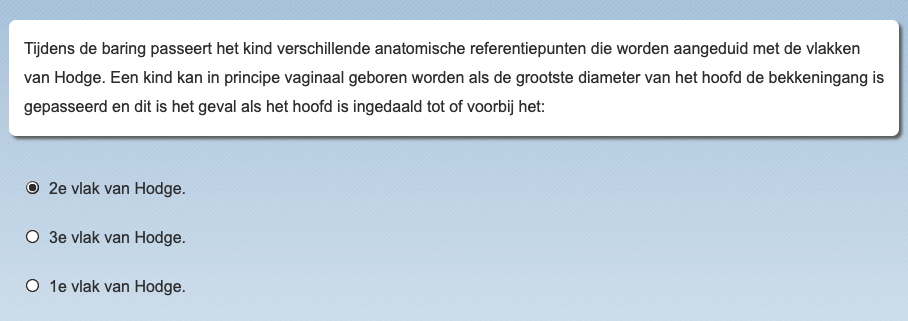 Tijdens de baring passeert het kind verschillende anatomische referentiepunten die worden aangeduid met de vlakken
van Hodge. Een kind kan in principe vaginaal geboren worden als de grootste diameter van het hoofd de bekkeningang is
gepasseerd en dit is het geval als het hoofd is ingedaald tot of voorbij het:
2e vlak van Hodge.
3e vlak van Hodge.
1e vlak van Hodge.